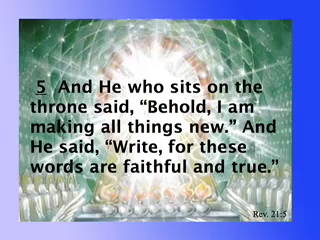 5 And He who sits on the
throne said, “Behold, I am
making all things new.” And
He said, “Write, for these
words are faithful and true.”
Rev. 21:5